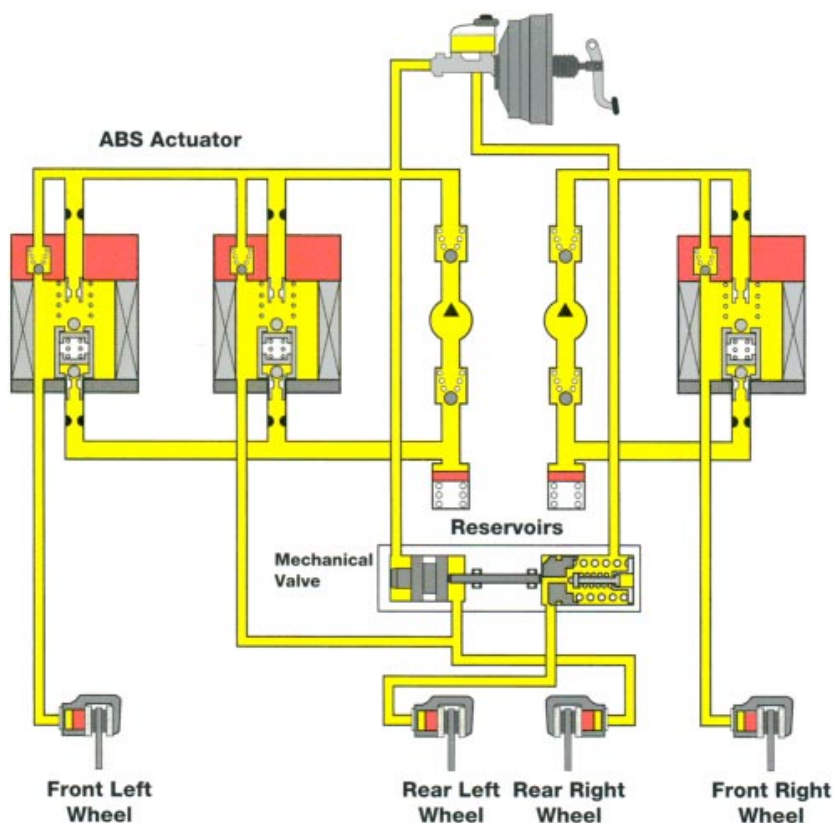 ABS Actuator
Reservoirs
Mechanical
Valve
Front Left
Wheel
Rear Left
Wheel
Rear Right
Wheel
Front Right
Wheel